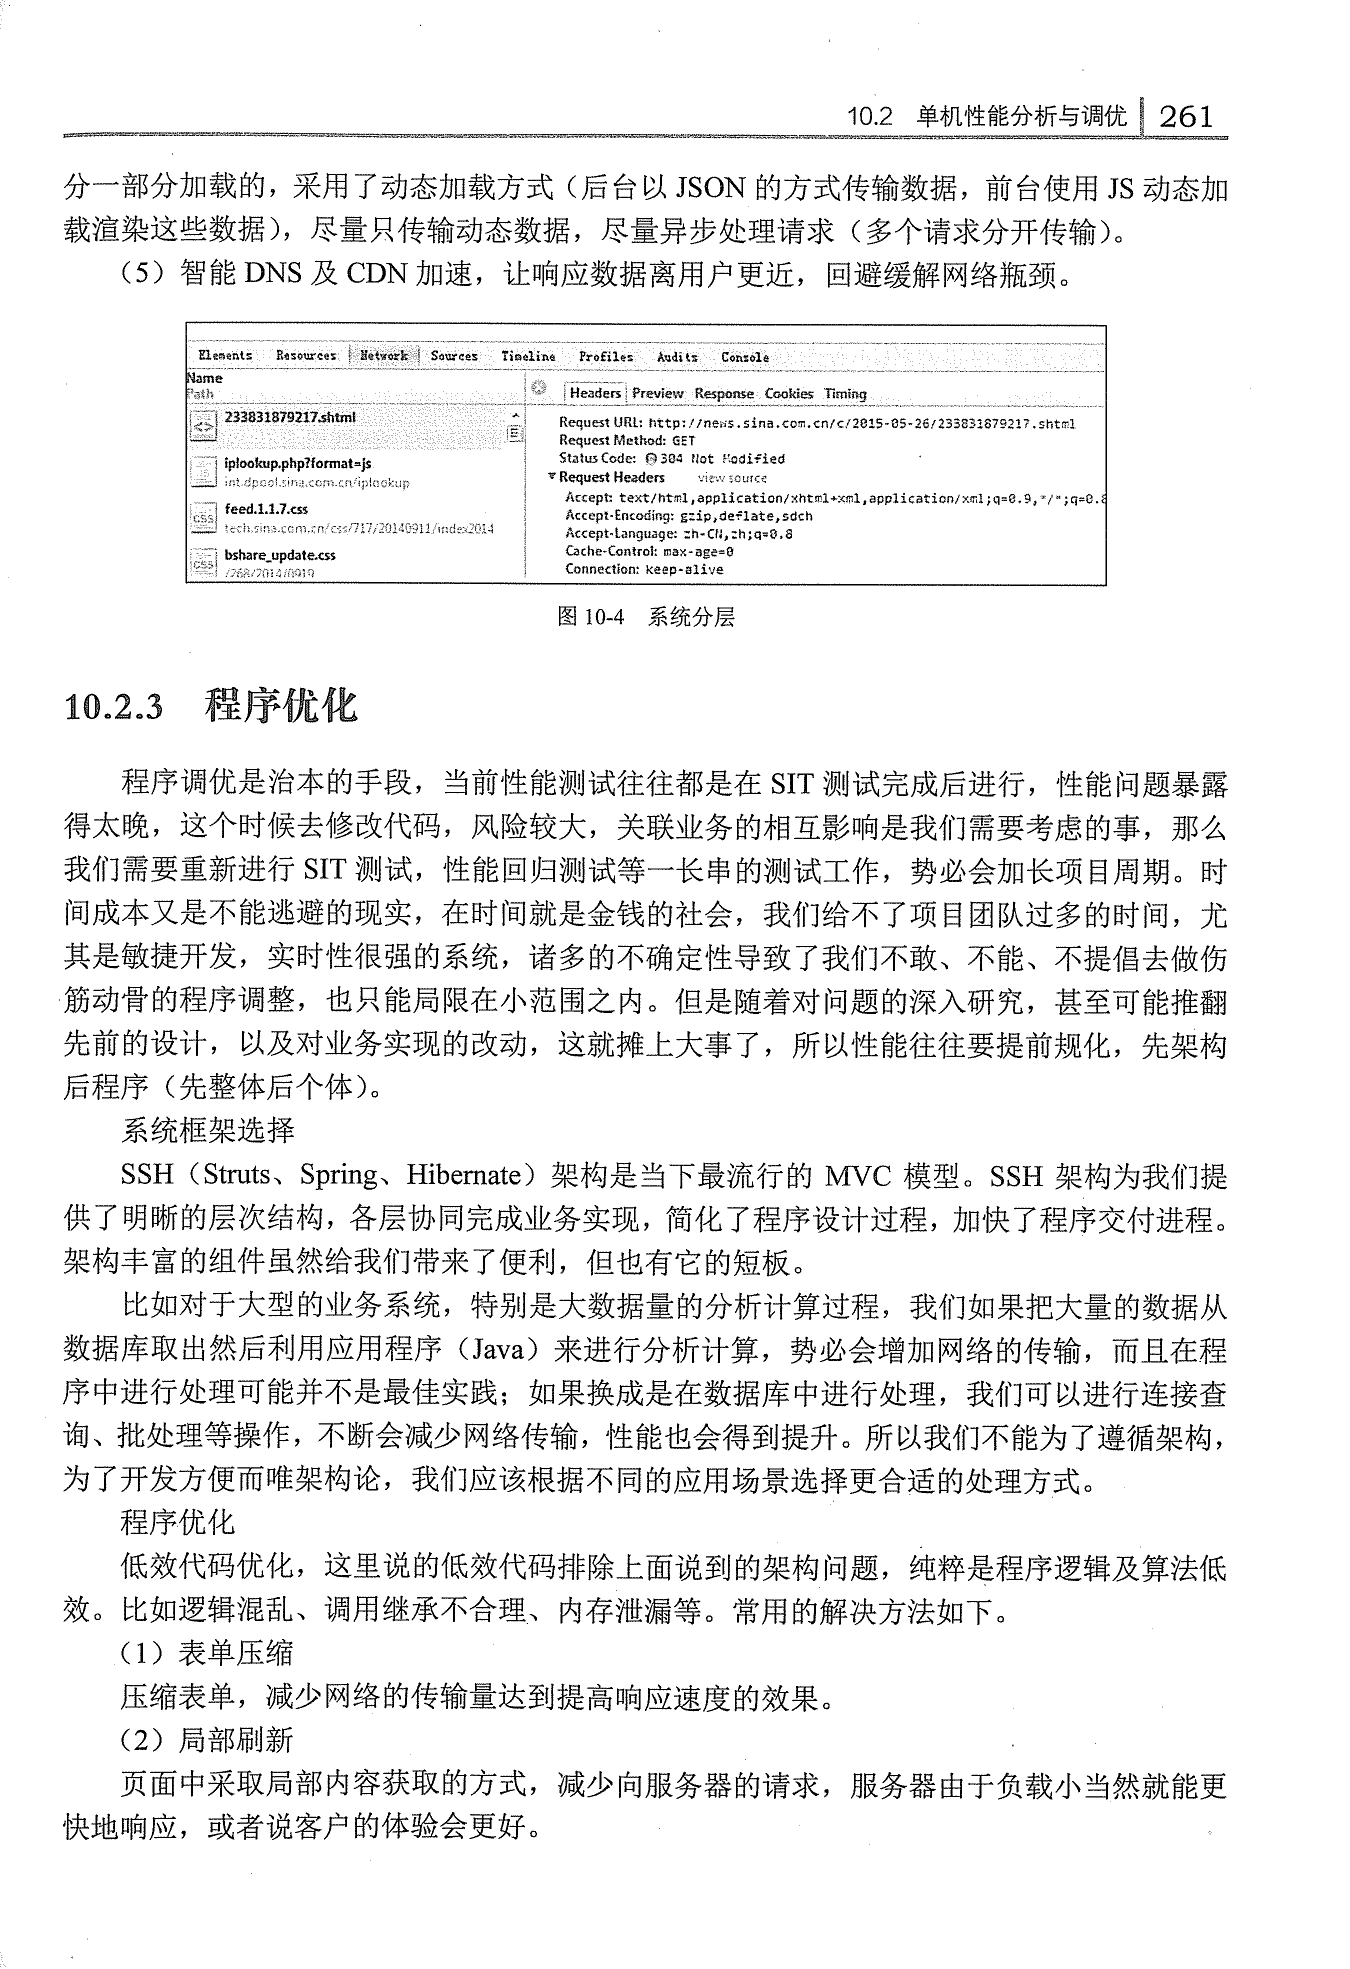 10.2 单机性能分析与调优 261
分一部分加载的，采用了动态加载方式（后台以 JSON 的方式传输数据，前台使用 JS 动态加
载渲染这些数据），尽量只传输动态数据，尽量异步处理请求（多个请求分开传输）。
（5）智能 DNS 及 CDN 加速，让响应数据离用户更近，回避缓解网络瓶颈。
Elements Resources Network Sources Timeline Profiles Audits Console
Name
Path
Headers Preview Response Cookies Timing
233831879217.shtml
iplookup.php?format=js
int.dpool.sina.com.cn/iplookup
feed.1.1.7.css
tech.sina.com.cn/css/717/20140911/index2014
bshare_update.css
/268/2014/0919
Request URL: http://news.sina.com.cn/c/2015-05-26/233831879217.shtml
Request Method: GET
Status Code: 304 Not Modified
Request Headers view source
Accept: text/html,application/xhtml+xml,application/xml;q=0.9,*/*;q=0.8
Accept-Encoding: gzip,deflate,sdch
Accept-Language: zh-CN,zh;q=0.8
Cache-Control: max-age=0
Connection: keep-alive
图 10-4 系统分层
10.2.3 程序优化
程序调优是治本的手段，当前性能测试往往都是在 SIT 测试完成后进行，性能问题暴露
得太晚，这个时候去修改代码，风险较大，关联业务的相互影响是我们需要考虑的事，那么
我们需要重新进行 SIT 测试，性能回归测试等一长串的测试工作，势必会加长项目周期。时
间成本又是不能逃避的现实，在时间就是金钱的社会，我们给不了项目团队过多的时间，尤
其是敏捷开发，实时性很强的系统，诸多的不确定性导致了我们不敢、不能、不提倡去做伤
筋动骨的程序调整，也只能局限在小范围之内。但是随着对问题的深入研究，甚至可能推翻
先前的设计，以及对业务实现的改动，这就摊上大事了，所以性能往往要提前规化，先架构
后程序（先整体后个体）。
系统框架选择
SSH（Struts、Spring、Hibernate）架构是当下最流行的 MVC 模型。SSH 架构为我们提
供了明晰的层次结构，各层协同完成业务实现，简化了程序设计过程，加快了程序交付进程。
架构丰富的组件虽然给我们带来了便利，但也有它的短板。
比如对于大型的业务系统，特别是大数据量的分析计算过程，我们如果把大量的数据从
数据库取出然后利用应用程序（Java）来进行分析计算，势必会增加网络的传输，而且在程
序中进行处理可能并不是最佳实践；如果换成是在数据库中进行处理，我们可以进行连接查
询、批处理等操作，不断会减少网络传输，性能也会得到提升。所以我们不能为了遵循架构，
为了开发方便而唯架构论，我们应该根据不同的应用场景选择更合适的处理方式。
程序优化
低效代码优化，这里说的低效代码排除上面说到的架构问题，纯粹是程序逻辑及算法低
效。比如逻辑混乱、调用继承不合理、内存泄漏等。常用的解决方法如下。
（1）表单压缩
压缩表单，减少网络的传输量达到提高响应速度的效果。
（2）局部刷新
页面中采取局部内容获取的方式，减少向服务器的请求，服务器由于负载小当然就能更
快地响应，或者说客户的体验会更好。